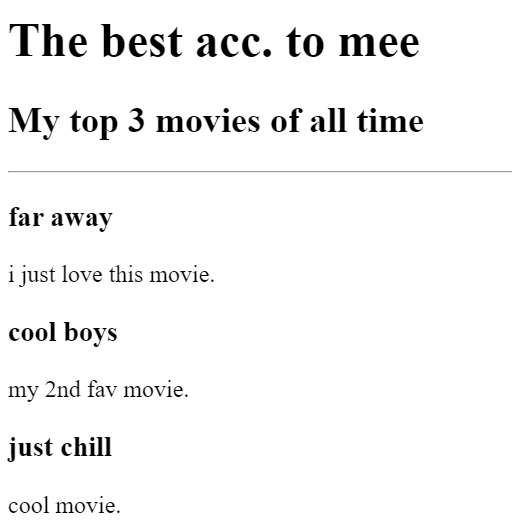 The best acc. to mee
My top 3 movies of all time
far away
i just love this movie.
cool boys
my 2nd fav movie.
just chill
cool movie.